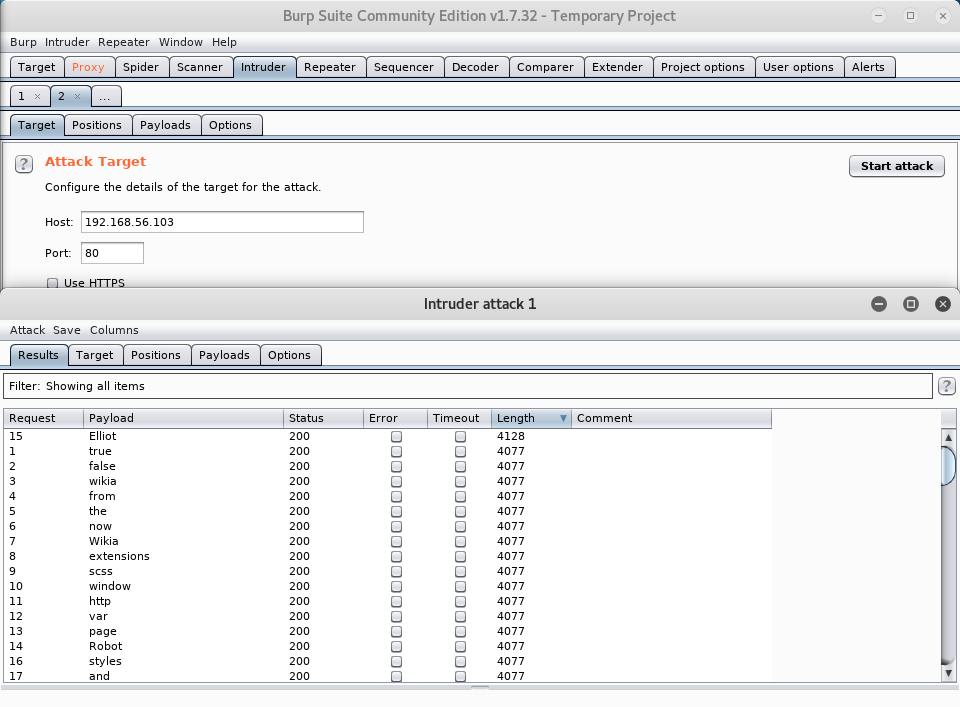 Burp Suite Community Edition v1.7.32 - Temporary Project
Burp Intruder Repeater Window Help
Target Proxy Spider Scanner Intruder Repeater Sequencer Decoder Comparer Extender Project options User options Alerts
1 × 2 × ...
Target Positions Payloads Options
? Attack Target Start attack
Configure the details of the target for the attack.
Host: 192.168.56.103
Port: 80
Use HTTPS
Intruder attack 1
Attack Save Columns
Results Target Positions Payloads Options
Filter: Showing all items ?
Request Payload Status Error Timeout Length Comment
15 Elliot 200 4128
1 true 200 4077
2 false 200 4077
3 wikia 200 4077
4 from 200 4077
5 the 200 4077
6 now 200 4077
7 Wikia 200 4077
8 extensions 200 4077
9 scss 200 4077
10 window 200 4077
11 http 200 4077
12 var 200 4077
13 page 200 4077
14 Robot 200 4077
16 styles 200 4077
17 and 200 4077